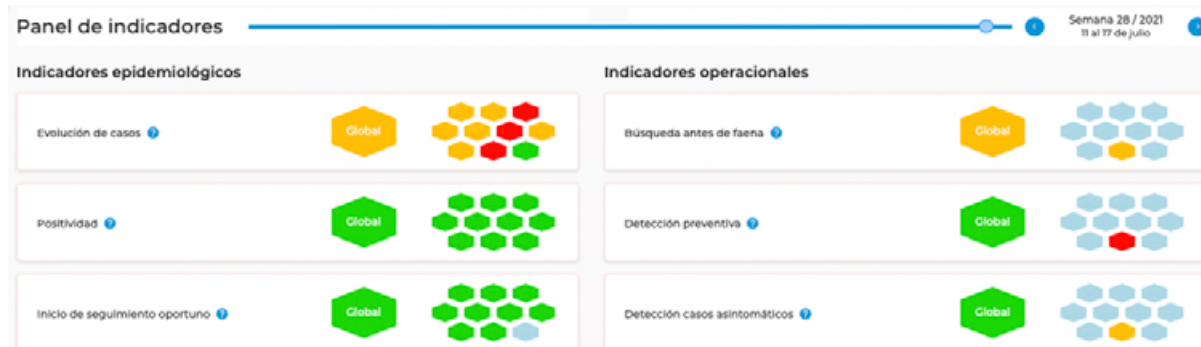 Panel de indicadores
Semana 28 / 2021
11 al 17 de julio
Indicadores epidemiológicos
Indicadores operacionales
Evolución de casos
Global
Búsqueda antes de faena
Global
Positividad
Global
Detección preventiva
Global
Inicio de seguimiento oportuno
Global
Detección casos asintomáticos
Global